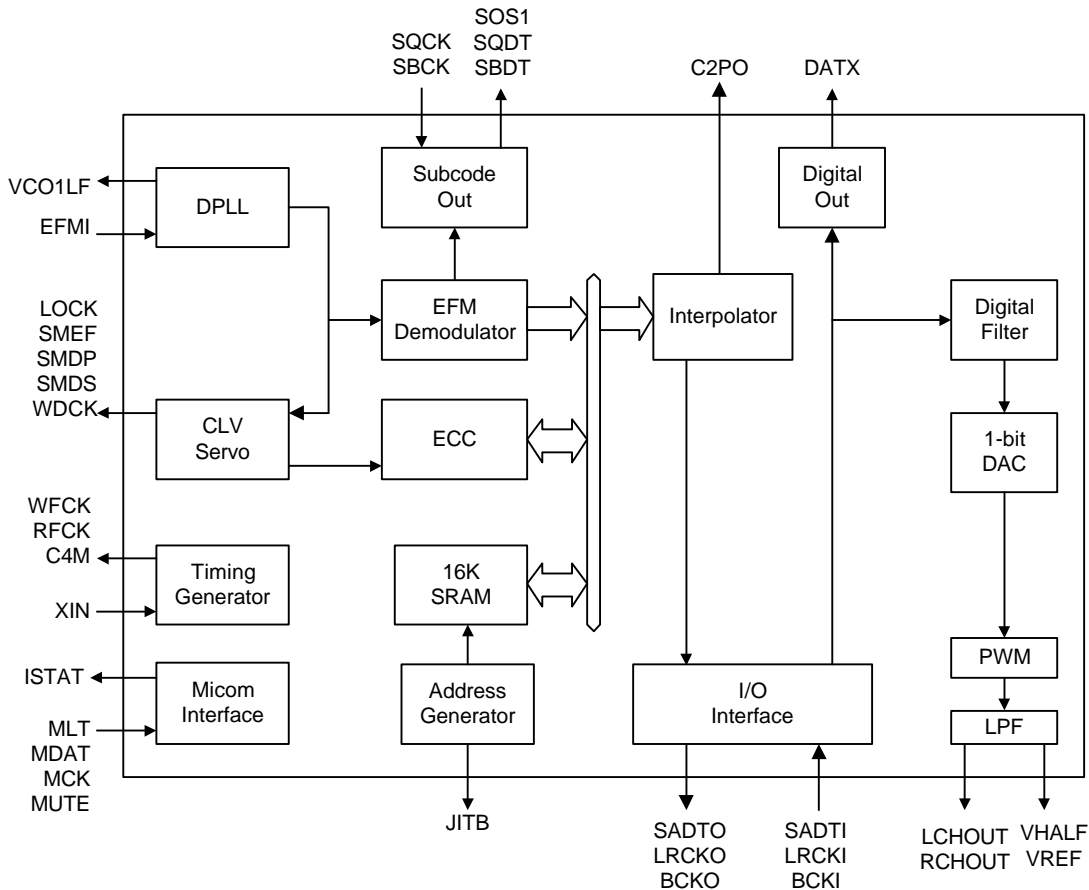 SOS1
SQCK
SQDT
SBCK
SBDT
C2PO
DATX
VCO1LF
EFMI
DPLL
Subcode
Out
Digital
Out
LOCK
SMEF
SMDP
SMDS
WDCK
EFM
Demodulator
Interpolator
Digital
Filter
CLV
Servo
ECC
1-bit
DAC
WFCK
RFCK
C4M
XIN
Timing
Generator
16K
SRAM
ISTAT
MLT
MDAT
MCK
MUTE
Micom
Interface
Address
Generator
I/O
Interface
PWM
LPF
JITB
SADTO
LRCKO
BCKO
SADTI
LRCKI
BCKI
LCHOUT
RCHOUT
VHALF
VREF